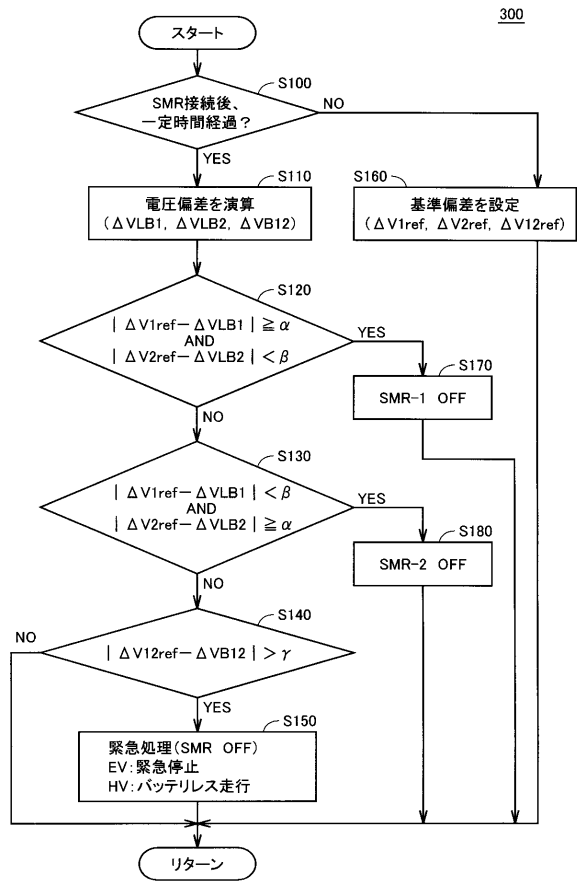 300
スタート
S100
SMR接続後、
一定時間経過？
NO
YES
S110
電圧偏差を演算
（ΔVLB1, ΔVLB2, ΔVB12）
S160
基準偏差を設定
（ΔV1ref, ΔV2ref, ΔV12ref）
S120
｜ΔV1ref－ΔVLB1｜≧α
AND
｜ΔV2ref－ΔVLB2｜＜β
YES
S170
SMR-1 OFF
NO
S130
｜ΔV1ref－ΔVLB1｜＜β
AND
｜ΔV2ref－ΔVLB2｜≧α
YES
S180
SMR-2 OFF
NO
S140
NO
｜ΔV12ref－ΔVB12｜＞γ
YES
S150
緊急処理（SMR OFF）
EV：緊急停止
HV：バッテリレス走行
リターン